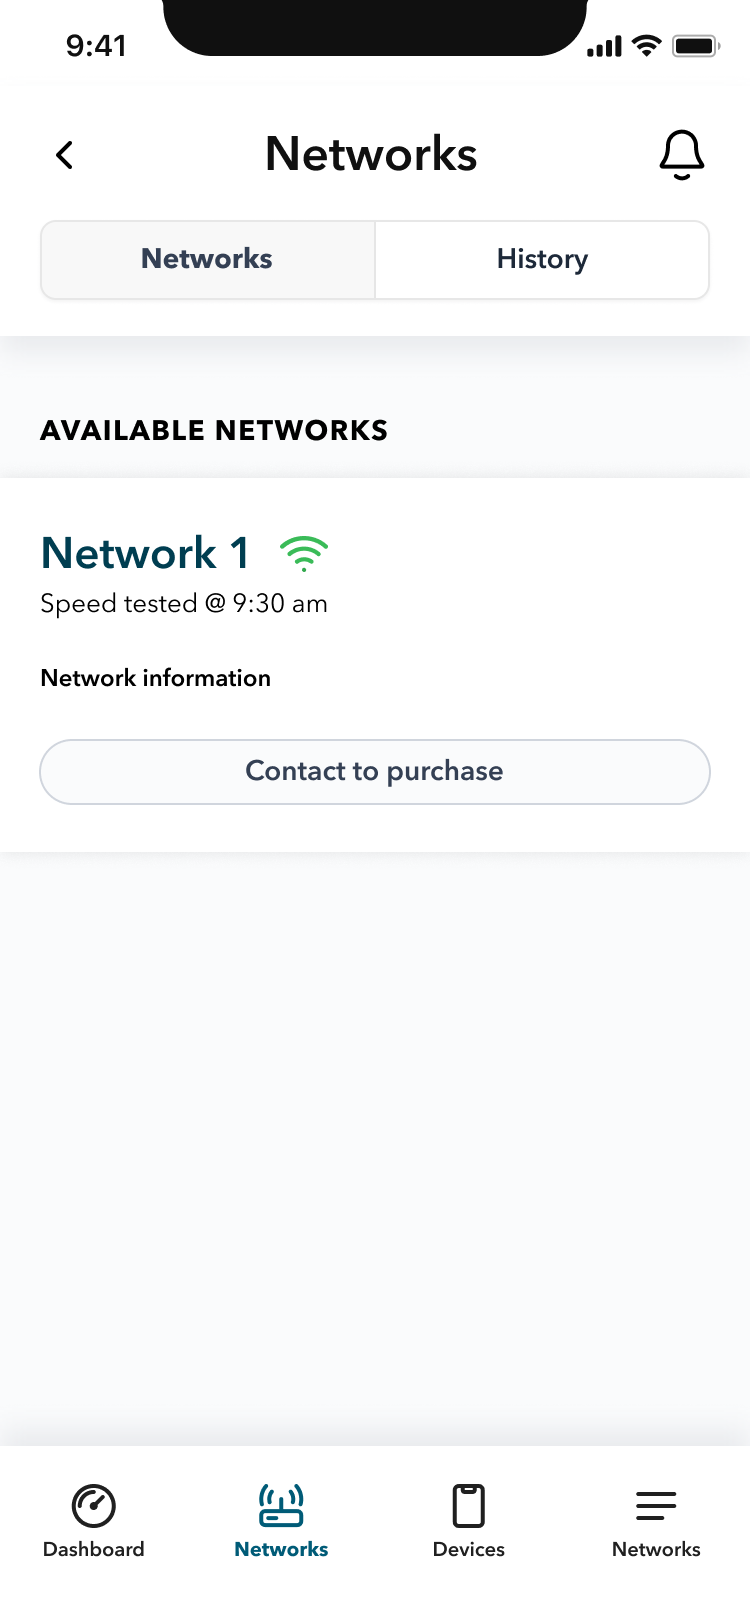 9:41
Networks
Networks
History
AVAILABLE NETWORKS
Network 1
Speed tested @ 9:30 am
Network information
Contact to purchase
Dashboard
Networks
Devices
Networks